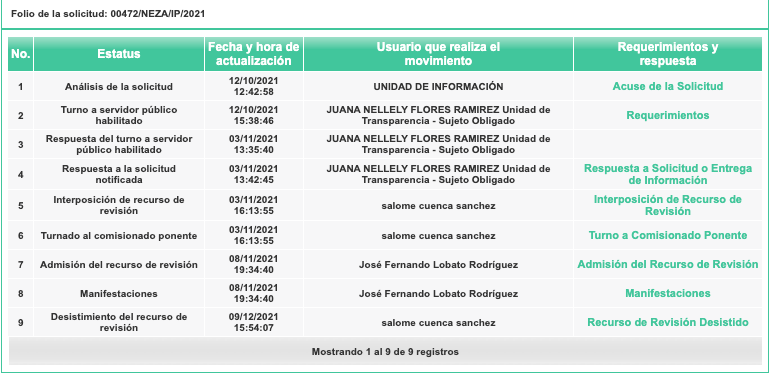 Folio de la solicitud: 00472/NEZA/IP/2021
No. Estatus Fecha y hora de actualización Usuario que realiza el movimiento Requerimientos y respuesta
1 Análisis de la solicitud 12/10/2021 12:42:58 UNIDAD DE INFORMACIÓN Acuse de la Solicitud
2 Turno a servidor público habilitado 12/10/2021 15:38:46 JUANA NELLELY FLORES RAMIREZ Unidad de Transparencia - Sujeto Obligado Requerimientos
3 Respuesta del turno a servidor público habilitado 03/11/2021 13:35:40 JUANA NELLELY FLORES RAMIREZ Unidad de Transparencia - Sujeto Obligado
4 Respuesta a la solicitud notificada 03/11/2021 13:42:45 JUANA NELLELY FLORES RAMIREZ Unidad de Transparencia - Sujeto Obligado Respuesta a Solicitud o Entrega de Información
5 Interposición de recurso de revisión 03/11/2021 16:13:55 salome cuenca sanchez Interposición de Recurso de Revisión
6 Turnado al comisionado ponente 03/11/2021 16:13:55 salome cuenca sanchez Turno a Comisionado Ponente
7 Admisión del recurso de revisión 08/11/2021 19:34:40 José Fernando Lobato Rodríguez Admisión del Recurso de Revisión
8 Manifestaciones 08/11/2021 19:34:40 José Fernando Lobato Rodríguez Manifestaciones
9 Desistimiento del recurso de revisión 09/12/2021 15:54:07 salome cuenca sanchez Recurso de Revisión Desistido
Mostrando 1 al 9 de 9 registros